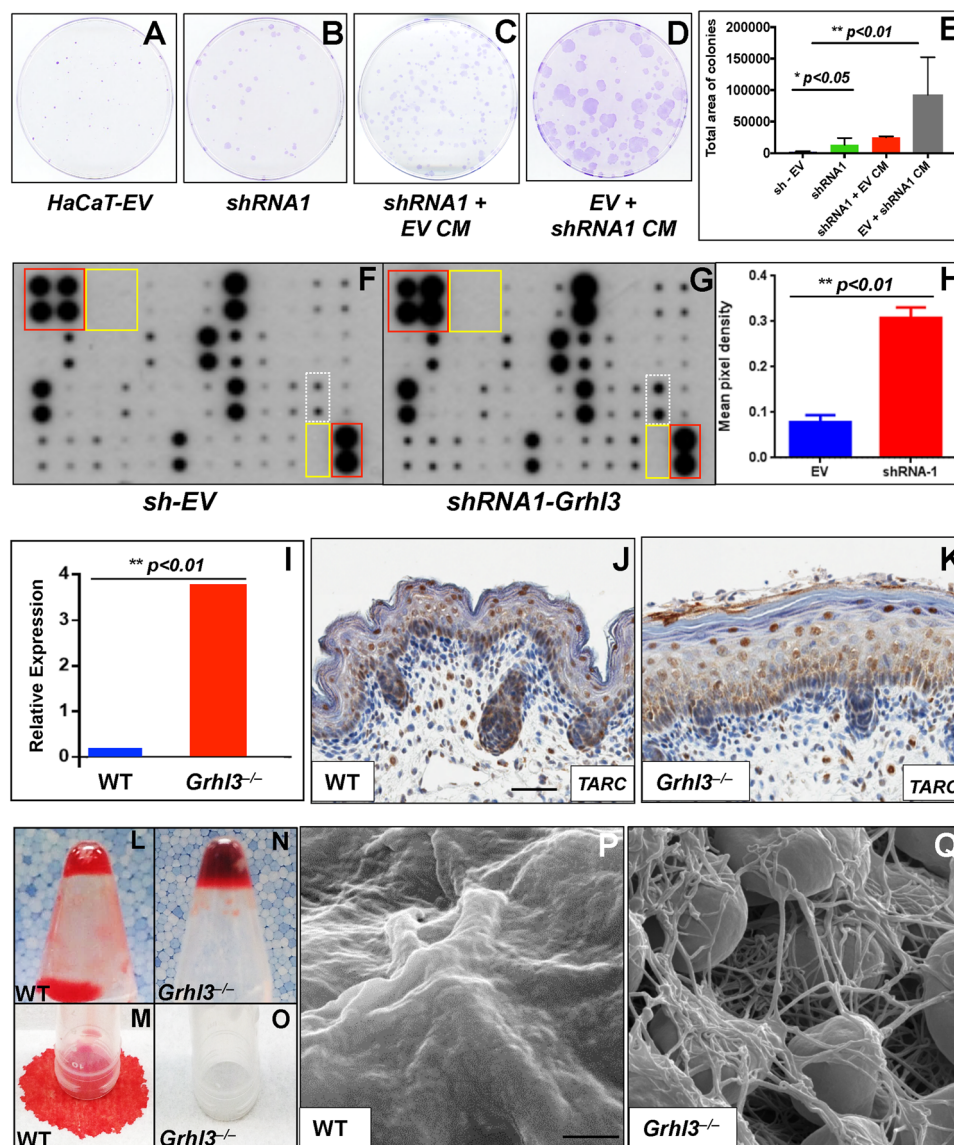 A
B
C
D
E
HaCaT-EV
shRNA1
shRNA1 +
EV CM
EV +
shRNA1 CM
** p<0.01
* p<0.05
Total area of colonies
200000
150000
100000
50000
0
sh - EV
shRNA1
shRNA1 + EV CM
EV + shRNA1 CM
F
G
H
sh-EV
shRNA1-Grhl3
** p<0.01
Mean pixel density
0.4
0.3
0.2
0.1
0.0
EV
shRNA-1
I
J
K
** p<0.01
Relative Expression
4
3
2
1
0
WT
Grhl3–/–
WT
TARC
Grhl3–/–
TARC
L
N
P
Q
WT
Grhl3–/–
M
O
WT
Grhl3–/–
WT
Grhl3–/–